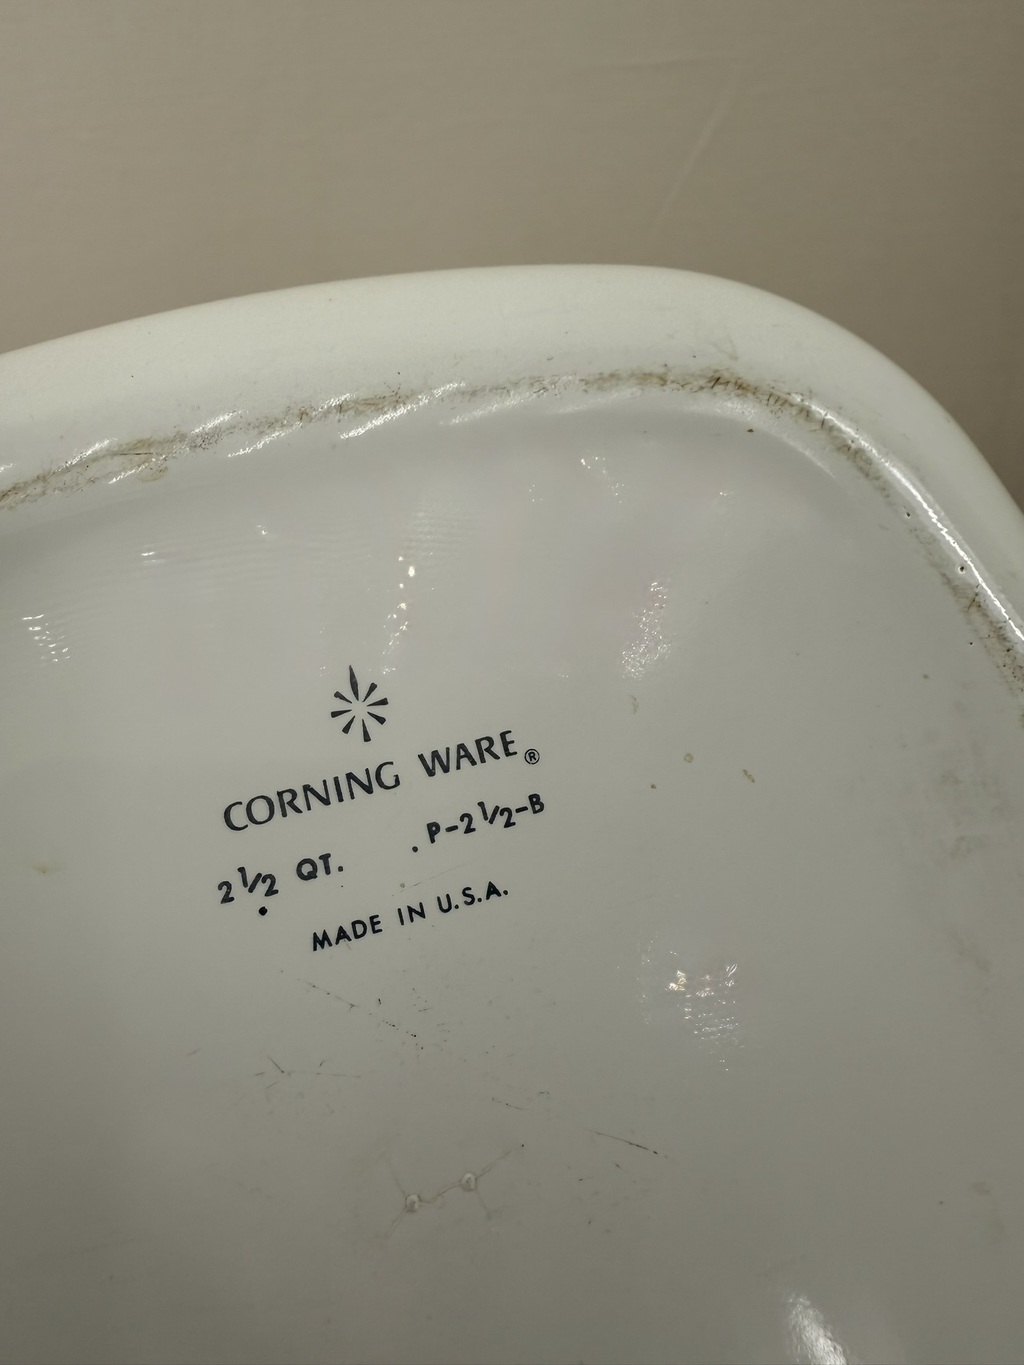 CORNING WARE®
2 1/2 QT. P-2 1/2-B
MADE IN U.S.A.